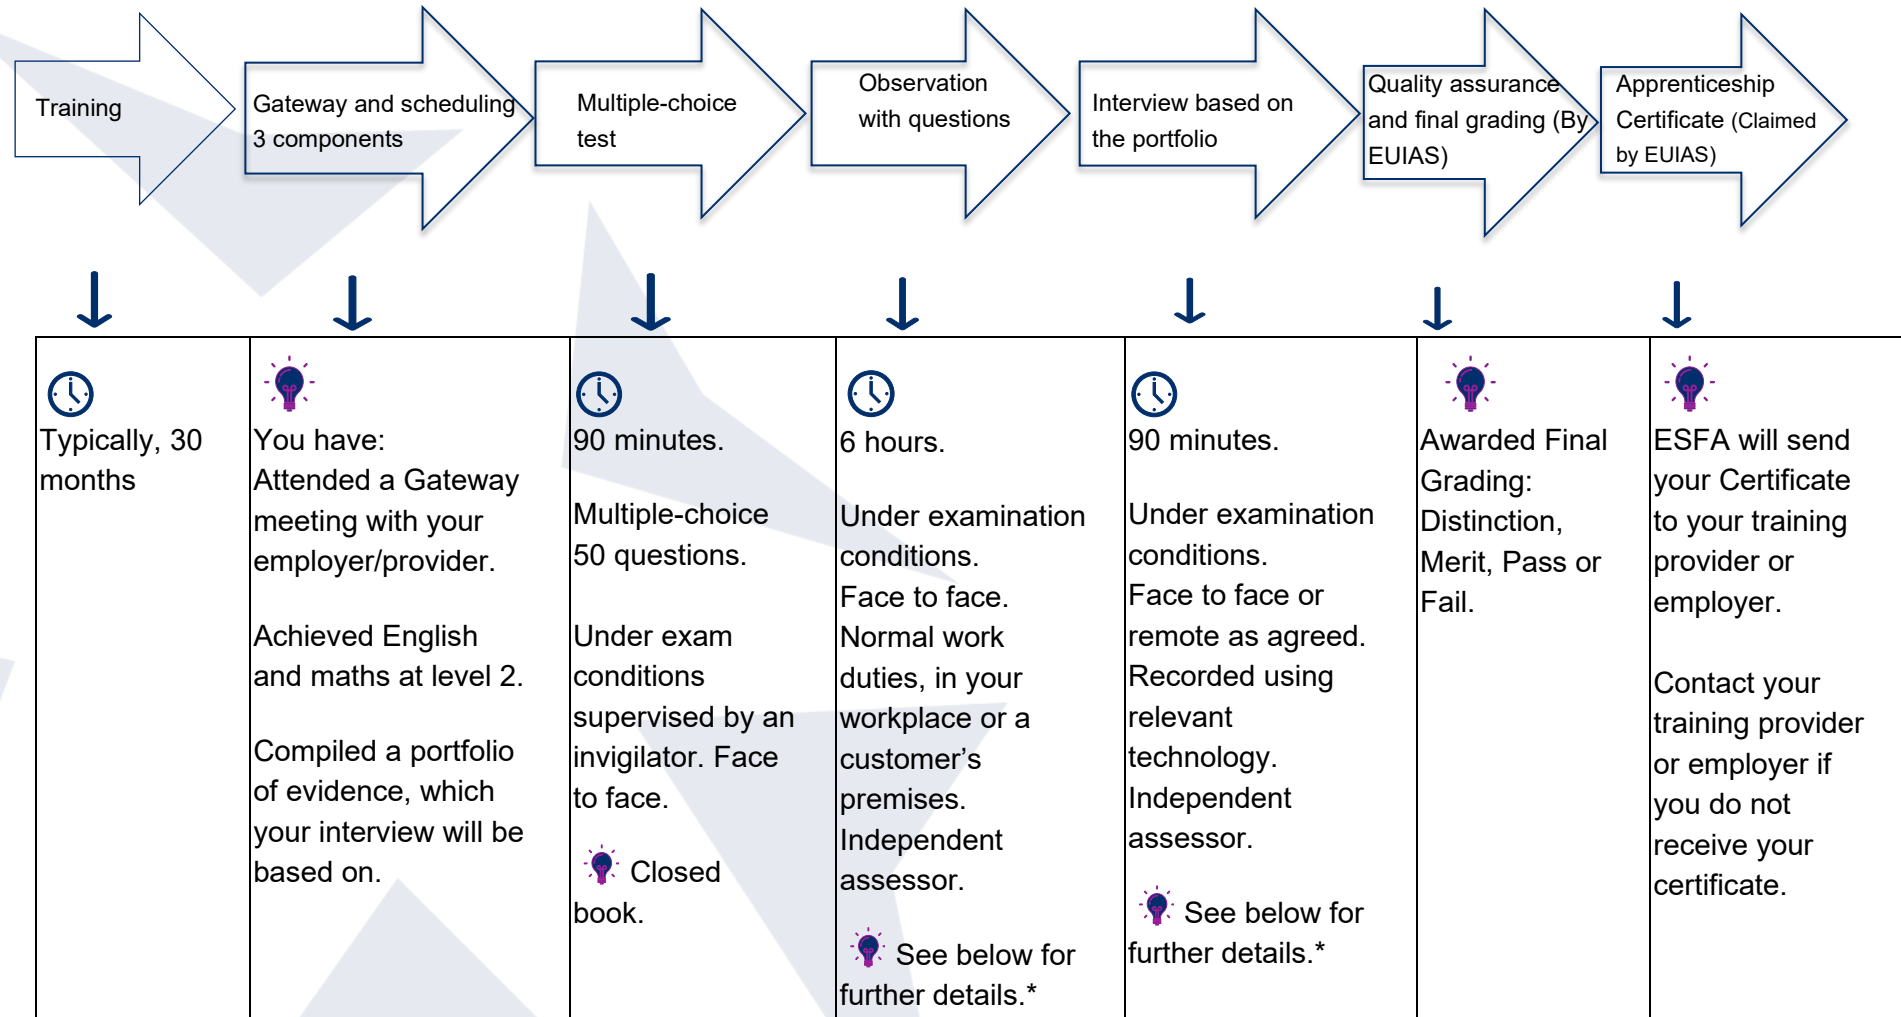 Training
Gateway and scheduling
3 components
Multiple-choice
test
Observation
with questions
Interview based on
the portfolio
Quality assurance
and final grading (By
EUIAS)
Apprenticeship
Certificate (Claimed
by EUIAS)
Typically, 30
months
You have:
Attended a Gateway
meeting with your
employer/provider.
Achieved English
and maths at level 2.
Compiled a portfolio
of evidence, which
your interview will be
based on.
90 minutes.
Multiple-choice
50 questions.
Under exam
conditions
supervised by an
invigilator. Face
to face.
Closed
book.
6 hours.
Under examination
conditions.
Face to face.
Normal work
duties, in your
workplace or a
customer’s
premises.
Independent
assessor.
See below for
further details.*
90 minutes.
Under examination
conditions.
Face to face or
remote as agreed.
Recorded using
relevant
technology.
Independent
assessor.
See below for
further details.*
Awarded Final
Grading:
Distinction,
Merit, Pass or
Fail.
ESFA will send
your Certificate
to your training
provider or
employer.
Contact your
training provider
or employer if
you do not
receive your
certificate.